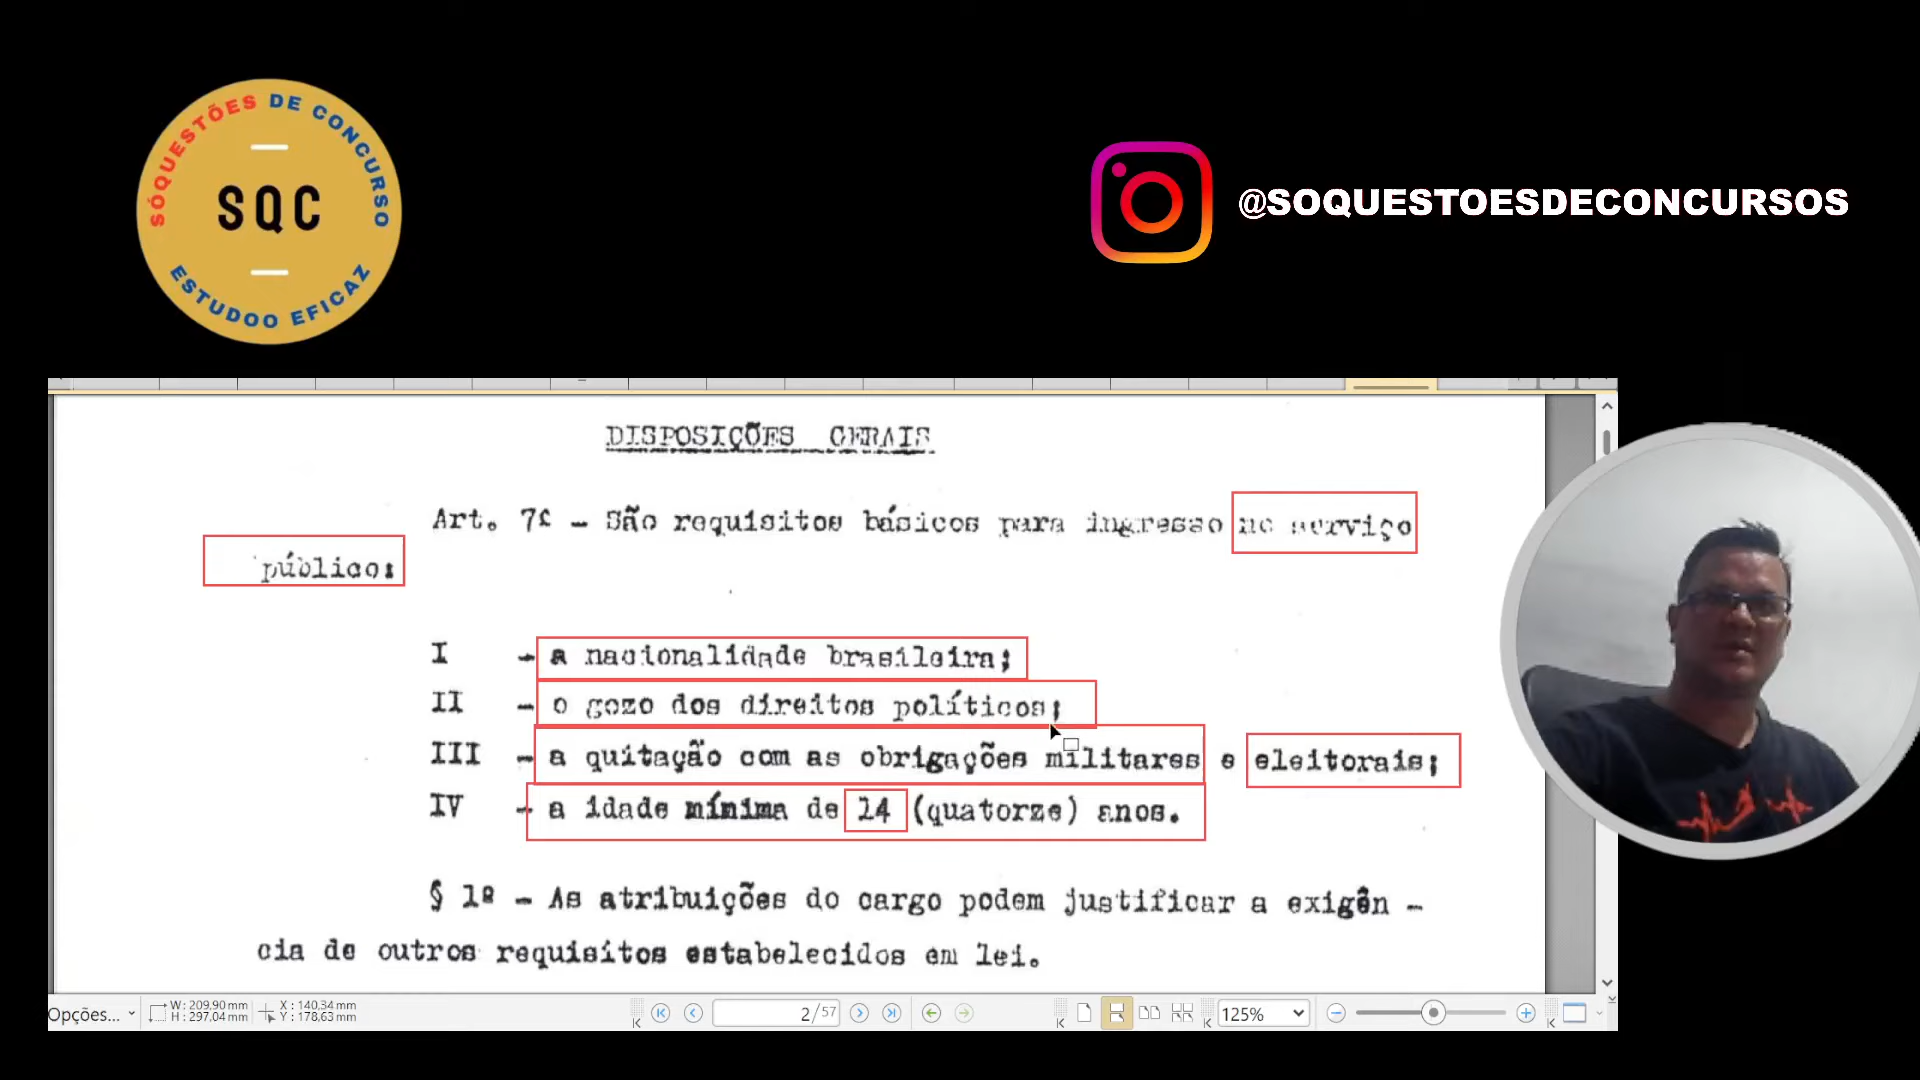 SÓQUESTÕES DE CONCURSO
SQC
ESTUDOO EFICAZ
@SOQUESTOESDECONCURSOS
DISPOSIÇÕES GERAIS
Art. 7º - São requisitos básicos para ingresso no serviço
público:
I - a nacionalidade brasileira;
II - o gozo dos direitos políticos;
III - a quitação com as obrigações militares e eleitorais;
IV - a idade mínima de 14 (quatorze) anos.
§ 1º - As atribuições do cargo podem justificar a exigên -
cia de outros requisitos estabelecidos em lei.
Opções...
W: 209,90 mm
H: 297,04 mm
X: 140,34 mm
Y: 178,63 mm
2/57
125%